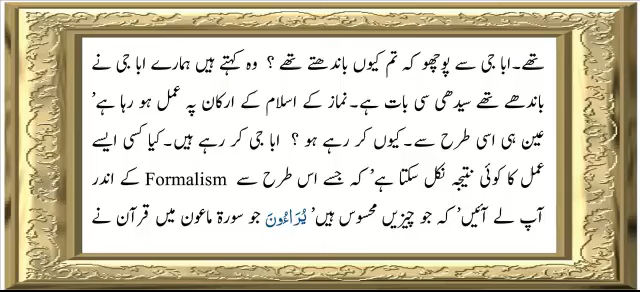 تھے۔ ابا جی سے پوچھو کہ تم کیوں باندھتے تھے ؟ وہ کہتے ہیں ہمارے ابا جی نے
باندھے تھے سیدھی سی بات ہے۔ نماز کے اسلام کے ارکان پہ عمل ہو رہا ہے’
عین ہی اسی طرح سے۔ کیوں کر رہے ہو ؟ ابا جی کر رہے ہیں۔ کیا کسی ایسے
عمل کا کوئی نتیجہ نکل سکتا ہے’ کہ جسے اس طرح سے Formalism کے اندر
آپ لے آئیں’ کہ جو چیزیں محسوس ہیں’ یُرَاءُونَ جو سورۃ ماعون میں قرآن نے